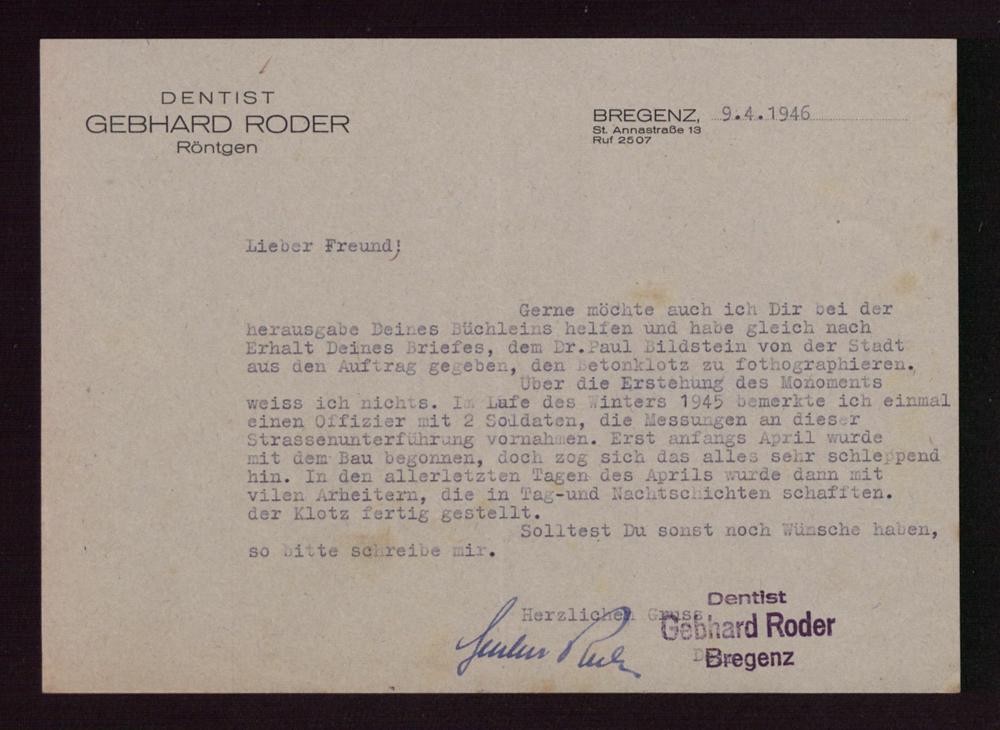 DENTIST
GEBHARD RODER
Röntgen
BREGENZ, 9.4.1946
St. Annastraße 13
Ruf 2507
Lieber Freund!
Gerne möchte auch ich Dir bei der
herausgabe Deines Büchleins helfen und habe gleich nach
Erhalt Deines Briefes, dem Dr.Paul Bildstein von der Stadt
aus den Auftrag gegeben, den Betonklotz zu fothographieren.
Über die Erstehung des Monoments
weiss ich nichts. Im Lafe des Winters 1945 bemerkte ich einmal
einen Offizier mit 2 Soldaten, die Messungen an dieser
Strassenunterführung vornahmen. Erst anfangs April wurde
mit dem Bau begonnen, doch zog sich das alles sehr schleppend
hin. In den allerletzten Tagen des Aprils wurde dann mit
vilen Arbeitern, die in Tag-und Nachtschichten schafften.
der Klotz fertig gestellt.
Solltest Du sonst noch Wünsche haben,
so bitte schreibe mir.
Herzlichen Gruss
Dentist
Gebhard Roder
Bregenz